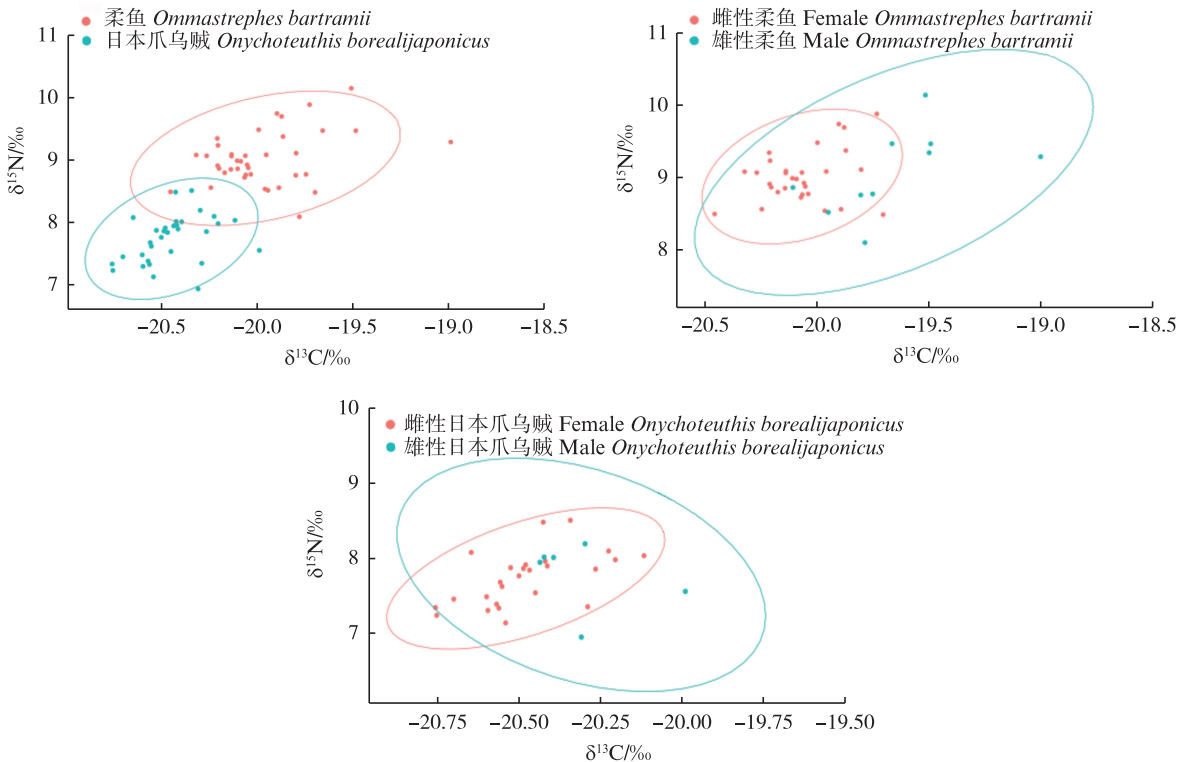 柔鱼 Ommastrephes bartramii
日本爪乌贼 Onychoteuthis borealijaponicus
11
10
9
8
7
δ¹⁵N/‰
−20.5 −20.0 −19.5 −19.0 −18.5
δ¹³C/‰
雌性柔鱼 Female Ommastrephes bartramii
雄性柔鱼 Male Ommastrephes bartramii
11
10
9
8
δ¹⁵N/‰
−20.5 −20.0 −19.5 −19.0 −18.5
δ¹³C/‰
雌性日本爪乌贼 Female Onychoteuthis borealijaponicus
雄性日本爪乌贼 Male Onychoteuthis borealijaponicus
10
9
8
7
δ¹⁵N/‰
−20.75 −20.50 −20.25 −20.00 −19.75 −19.50
δ¹³C/‰